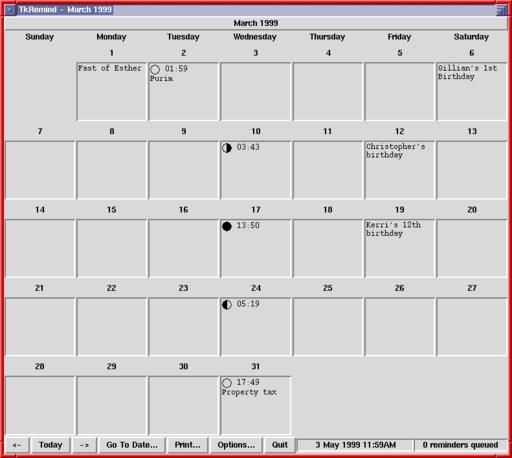 TkRemind - March 1999
March 1999
Sunday Monday Tuesday Wednesday Thursday Friday Saturday
1 2 3 4 5 6
Fast of Esther
01:59
Purim
Gillian's 1st
Birthday
7 8 9 10 11 12 13
03:43
Christopher's
birthday
14 15 16 17 18 19 20
13:50
Kerri's 12th
birthday
21 22 23 24 25 26 27
05:19
28 29 30 31
17:49
Property tax
<- Today -> Go To Date... Print... Options... Quit 3 May 1999 11:59AM 0 reminders queued